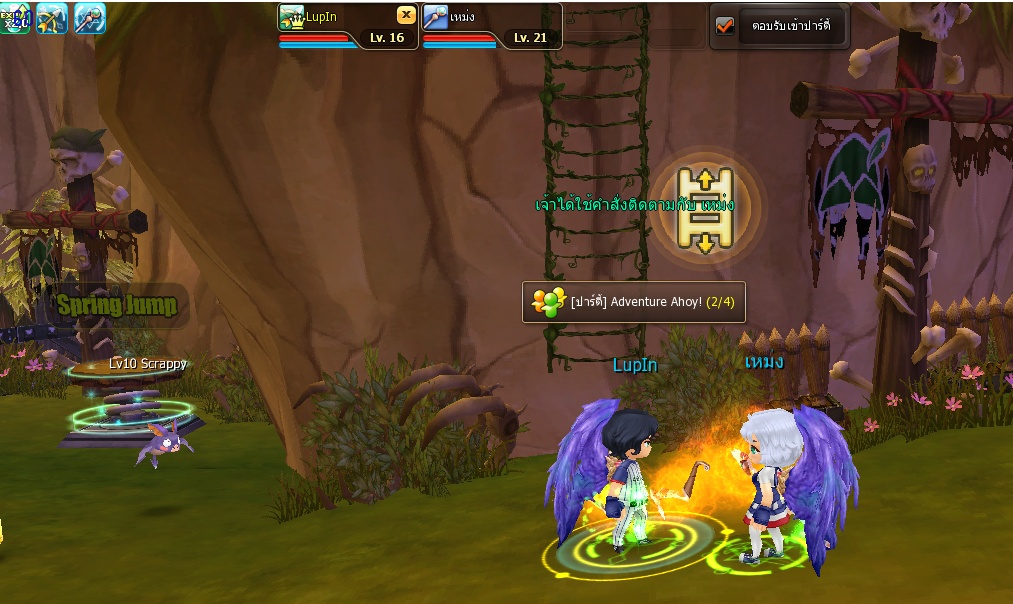 LupIn
Lv. 16
เหม่ง
Lv. 21
ตอบรับเข้าปาร์ตี้
เจ้าได้ใช้คำสั่งติดตามกับ เหม่ง
[ปาร์ตี้] Adventure Ahoy! (2/4)
Spring Jump
Lv10 Scrappy
LupIn
เหม่ง